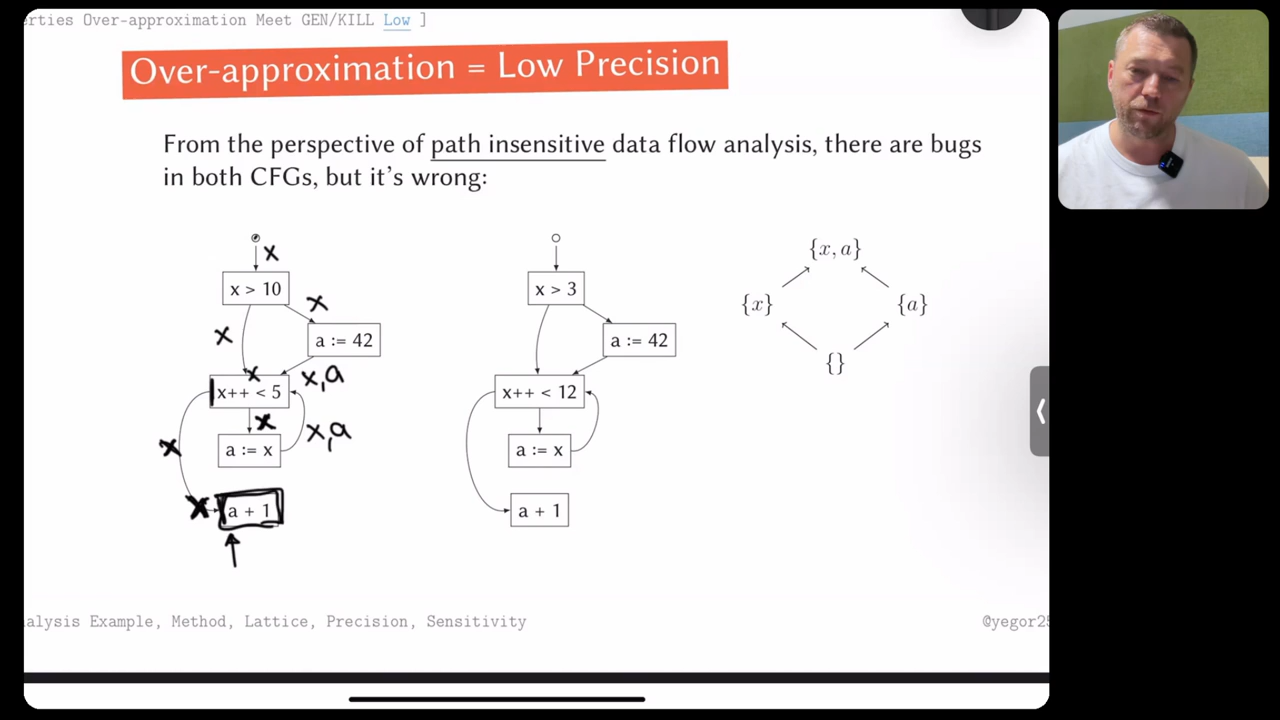 erties Over-approximation Meet GEN/KILL Low ]
Over-approximation = Low Precision
From the perspective of path insensitive data flow analysis, there are bugs
in both CFGs, but it's wrong:
x
x > 10
x
x
a := 42
x
x, a
x++ < 5
x
x, a
a := x
x
x
a + 1
x > 3
a := 42
x++ < 12
a := x
a + 1
{x, a}
{x}
{a}
{}
alysis Example, Method, Lattice, Precision, Sensitivity
@yegor25